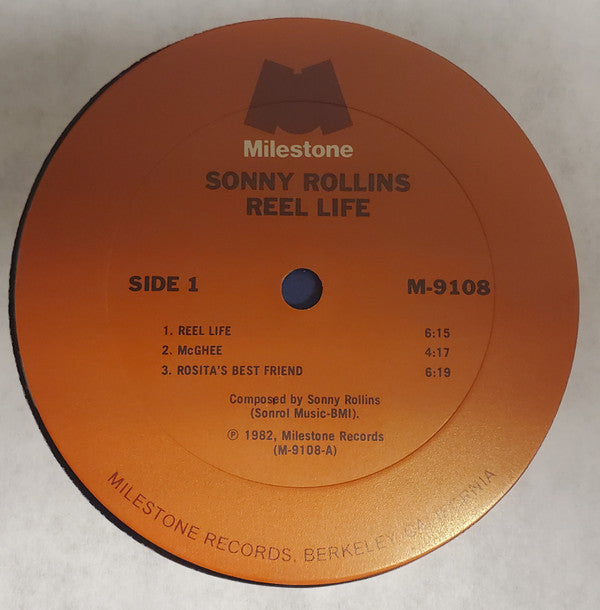 Milestone
SONNY ROLLINS
REEL LIFE
SIDE 1 M-9108
1. REEL LIFE 6:15
2. McGHEE 4:17
3. ROSITA'S BEST FRIEND 6:19
Composed by Sonny Rollins
(Sonrol Music-BMI).
℗ 1982, Milestone Records
(M-9108-A)
MILESTONE RECORDS, BERKELEY, CALIFORNIA